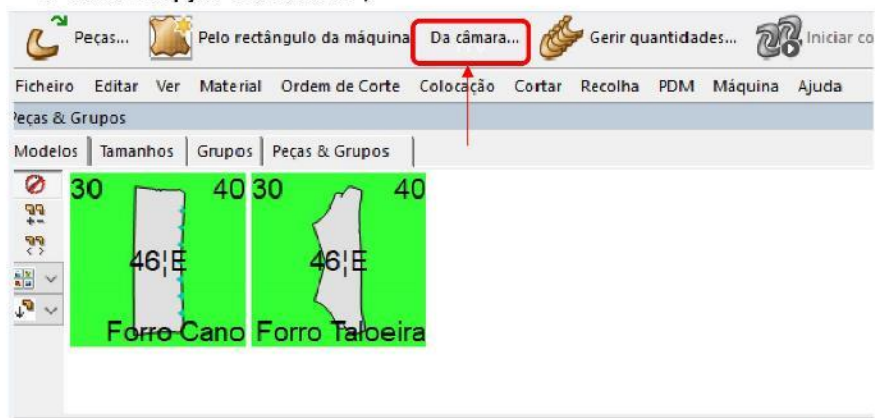 Peças... Pelo rectângulo da máquina Da câmara... Gerir quantidades... Iniciar co
Ficheiro Editar Ver Material Ordem de Corte Colocação Cortar Recolha PDM Máquina Ajuda
Peças & Grupos
Modelos Tamanhos Grupos Peças & Grupos
30 40 30 40
46¦E 46¦E
Forro Cano Forro Taloeira